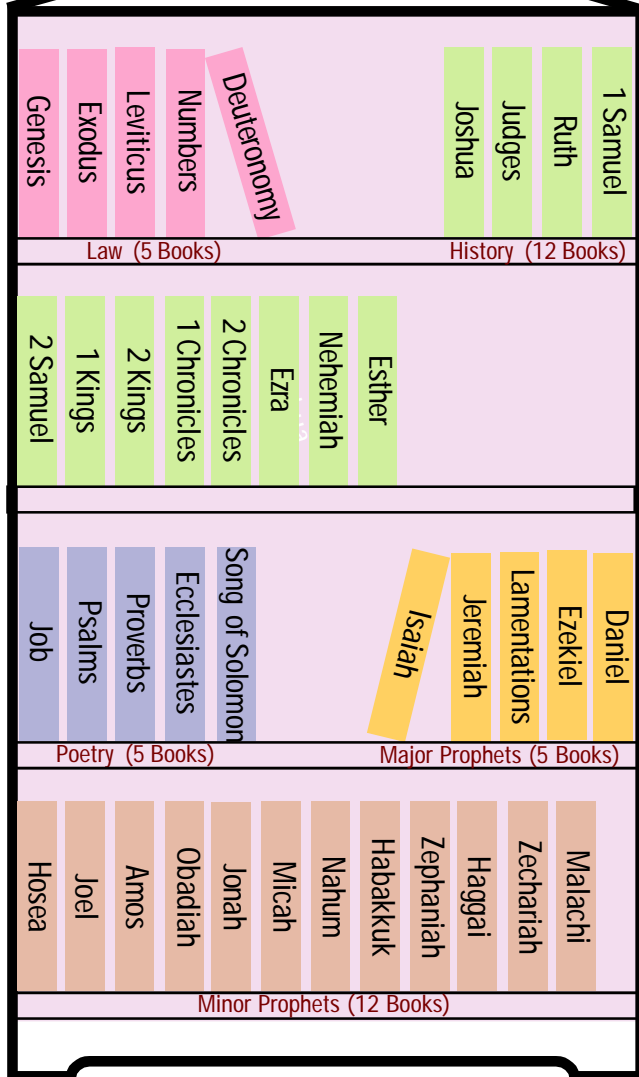 Genesis
Exodus
Leviticus
Numbers
Deuteronomy
Joshua
Judges
Ruth
1 Samuel
Law (5 Books)
History (12 Books)
2 Samuel
1 Kings
2 Kings
1 Chronicles
2 Chronicles
Ezra
Nehemiah
Esther
Job
Psalms
Proverbs
Ecclesiastes
Song of Solomon
Isaiah
Jeremiah
Lamentations
Ezekiel
Daniel
Poetry (5 Books)
Major Prophets (5 Books)
Hosea
Joel
Amos
Obadiah
Jonah
Micah
Nahum
Habakkuk
Zephaniah
Haggai
Zechariah
Malachi
Minor Prophets (12 Books)